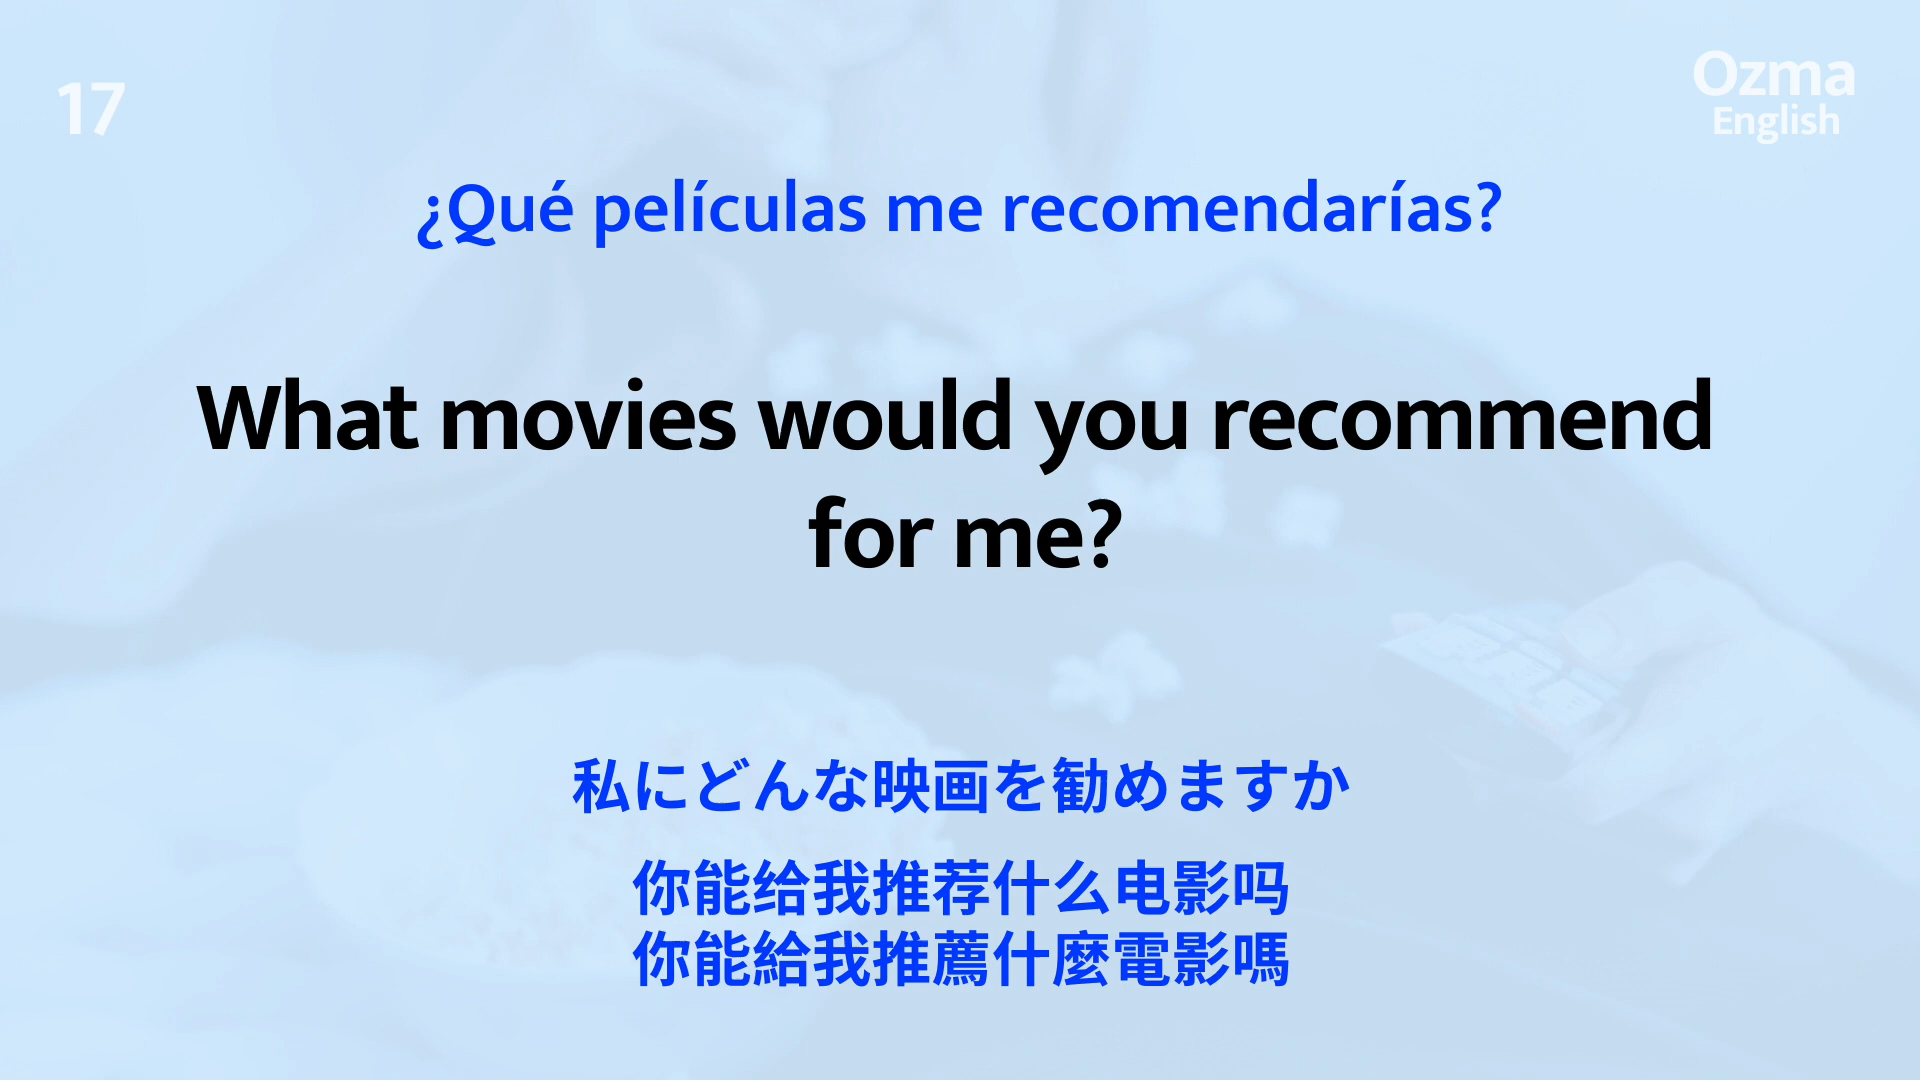 17
Ozma
English
¿Qué películas me recomendarías?
What movies would you recommend
for me?
私にどんな映画を勧めますか
你能给我推荐什么电影吗
你能給我推薦什麼電影嗎